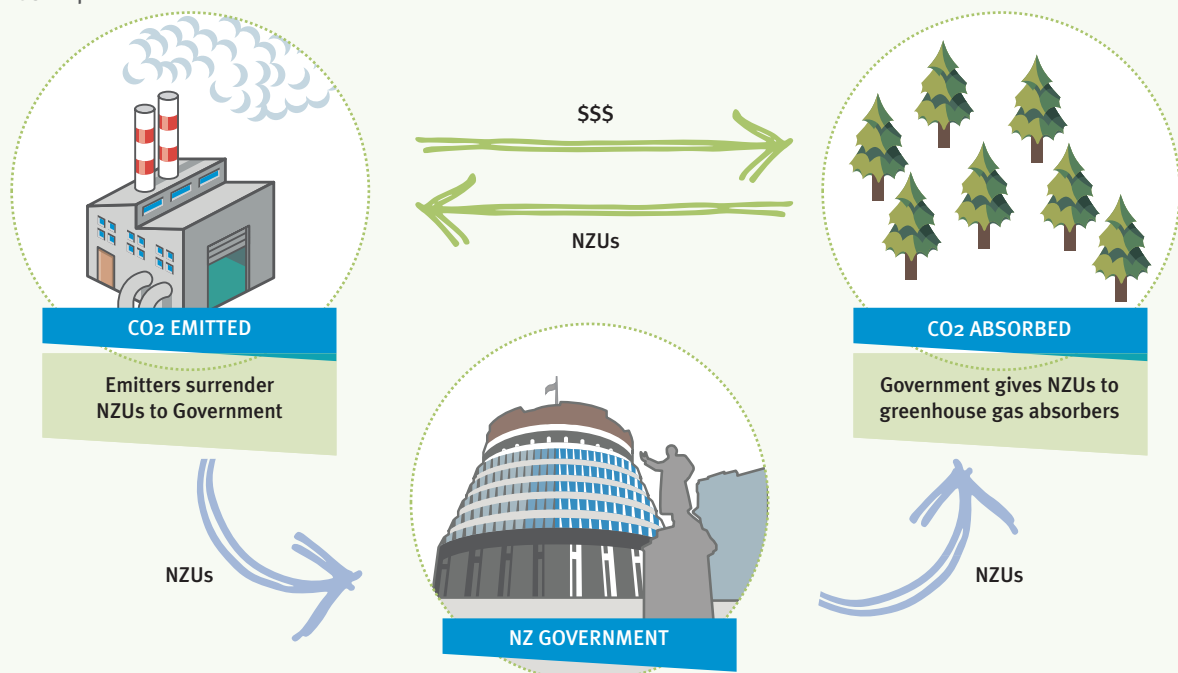 $$$
NZUs
CO2 EMITTED
Emitters surrender
NZUs to Government
CO2 ABSORBED
Government gives NZUs to
greenhouse gas absorbers
NZUs
NZUs
NZ GOVERNMENT